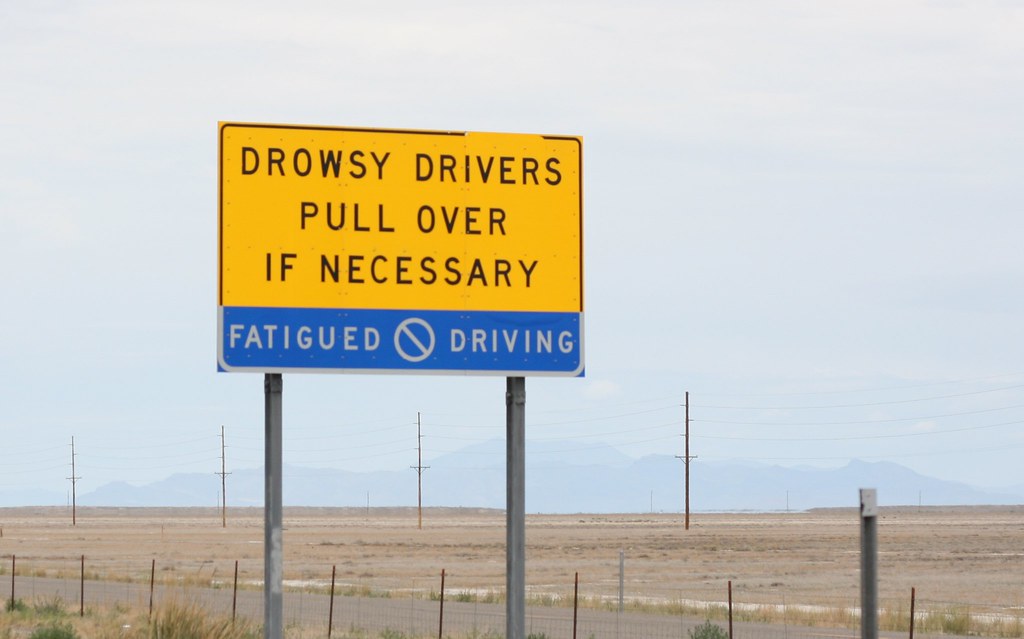 DROWSY DRIVERS
PULL OVER
IF NECESSARY
FATIGUED DRIVING